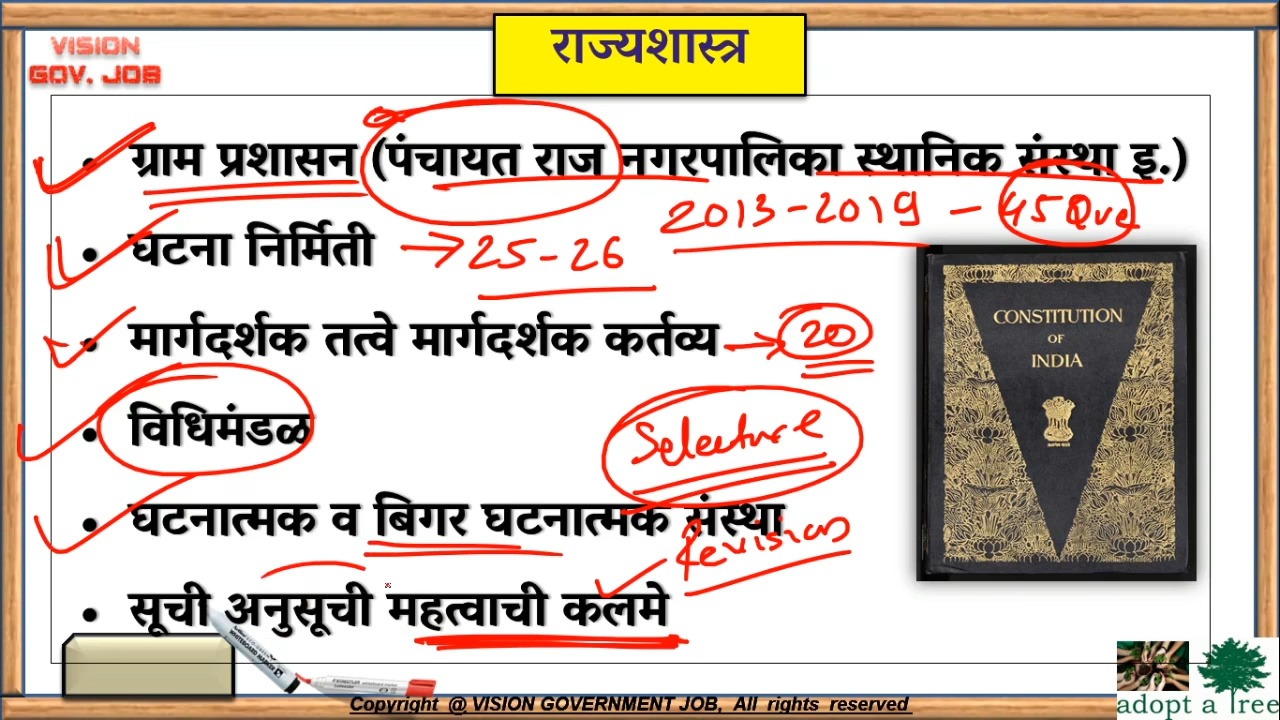 VISION
GOV. JOB
राज्यशास्त्र
• ग्राम प्रशासन (पंचायत राज नगरपालिका स्थानिक संस्था इ.)
2013-2019 - 45 Que
• घटना निर्मिती → 25-26
• मार्गदर्शक तत्वे मार्गदर्शक कर्तव्य → 20
CONSTITUTION
OF
INDIA
• विधिमंडळ
• घटनात्मक व बिगर घटनात्मक संस्था
Revision
• सूची अनुसूची महत्वाची कलमे
Copyright @ VISION GOVERNMENT JOB, All rights reserved
adopt a Tree